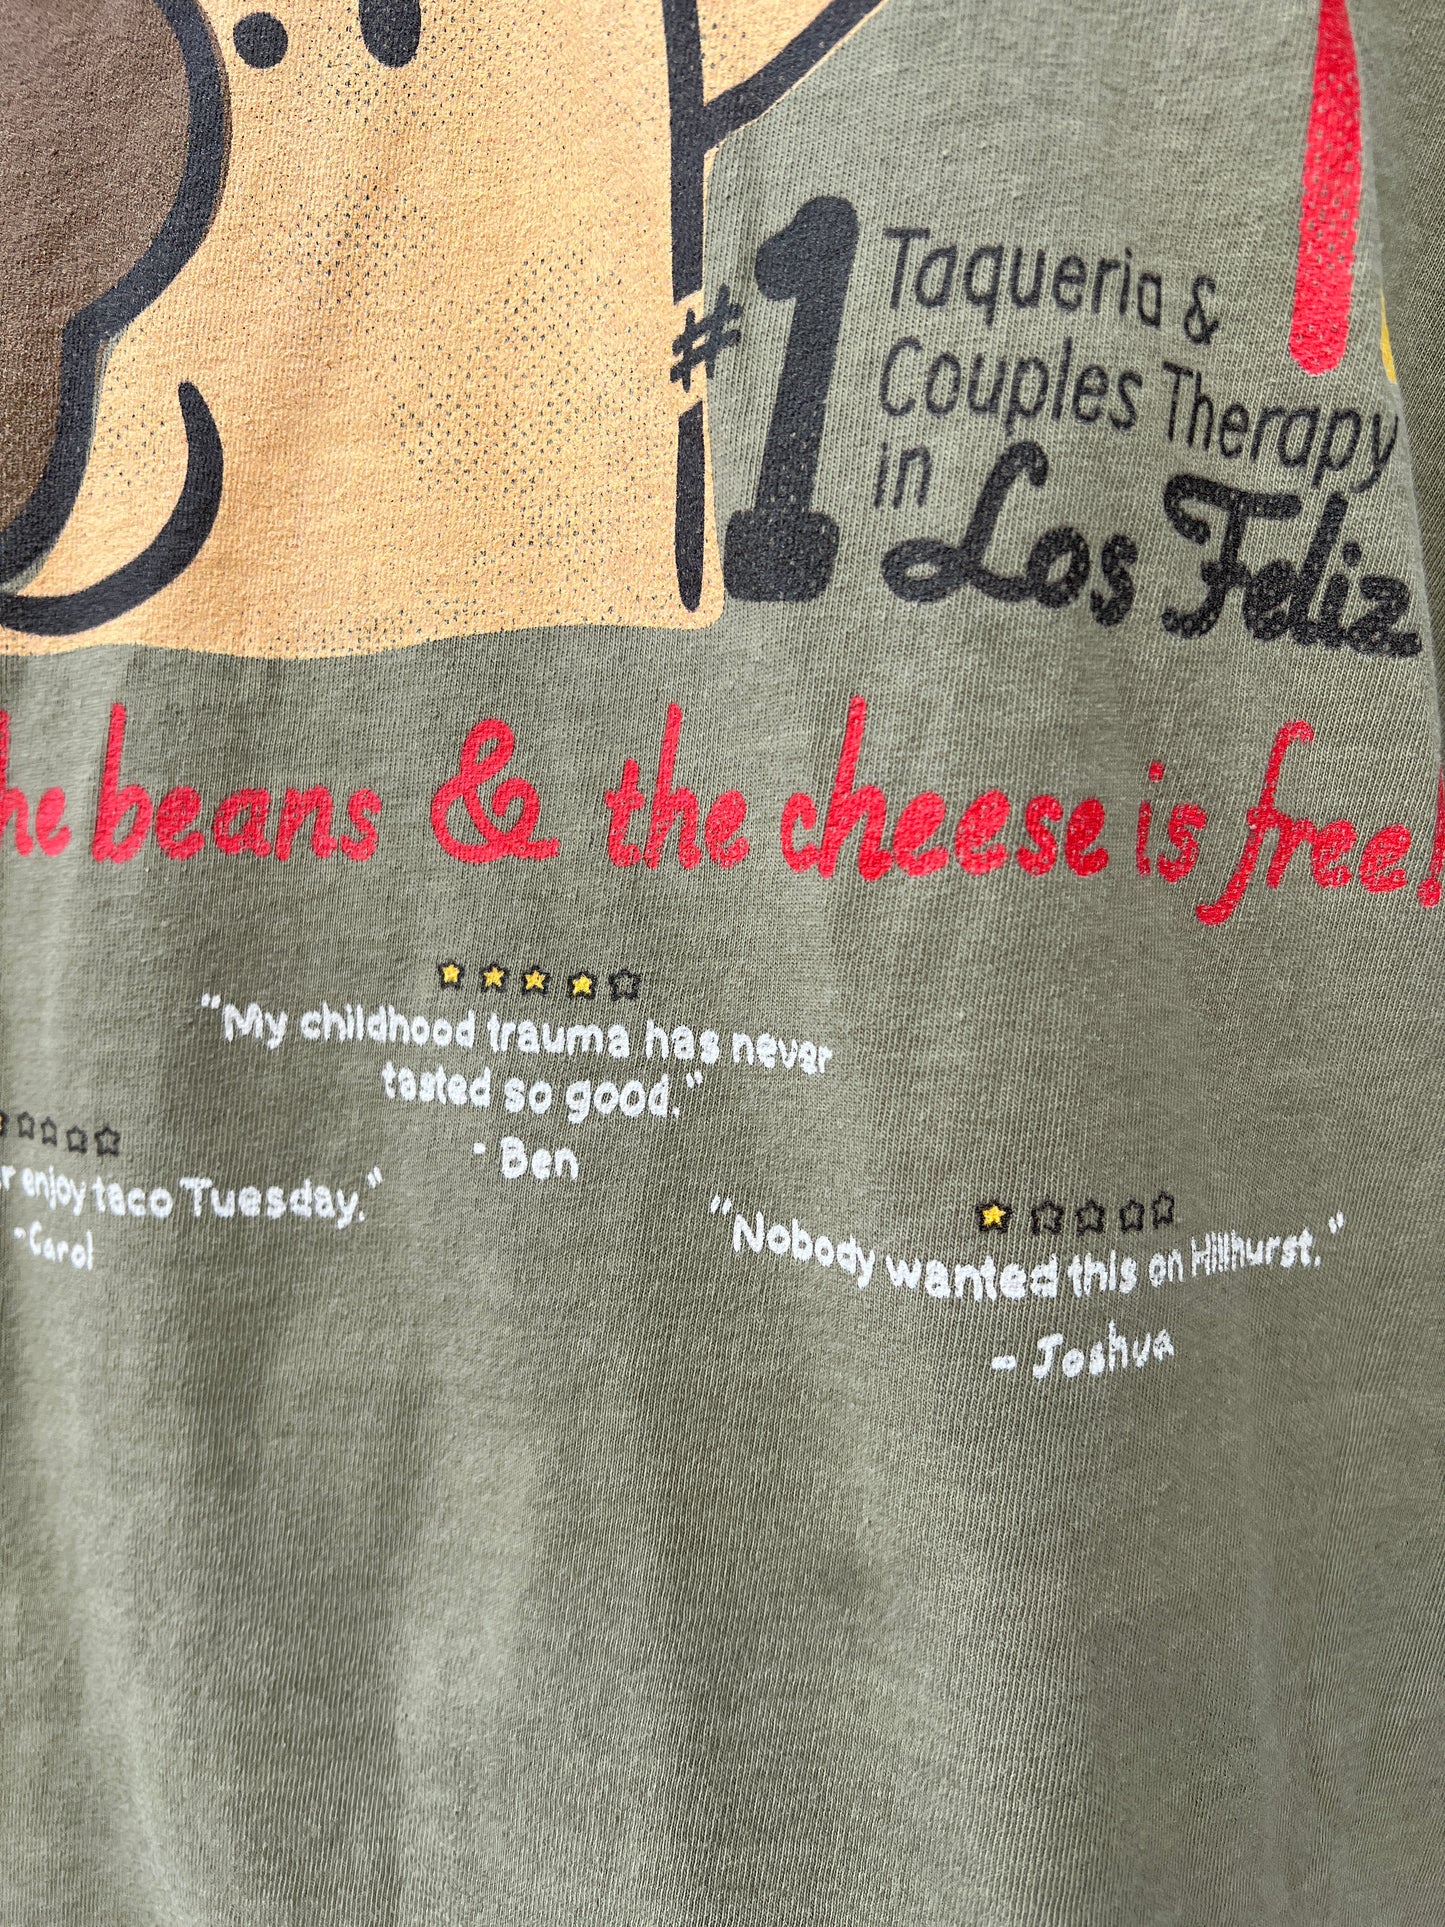 #1 Taqueria &
Couples Therapy
in Los Feliz
the beans & the cheese is free!
"My childhood trauma has never
tasted so good."
- Ben
enjoy taco Tuesday."
- Carol
"Nobody wanted this on Hillhurst."
- Joshua